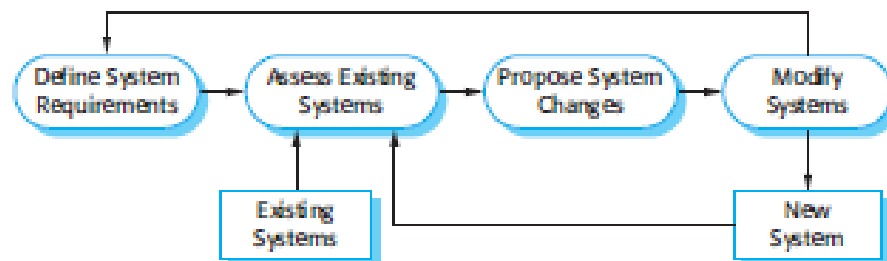 Define System
Requirements
Assess Existing
Systems
Propose System
Changes
Modify
Systems
Existing
Systems
New
System